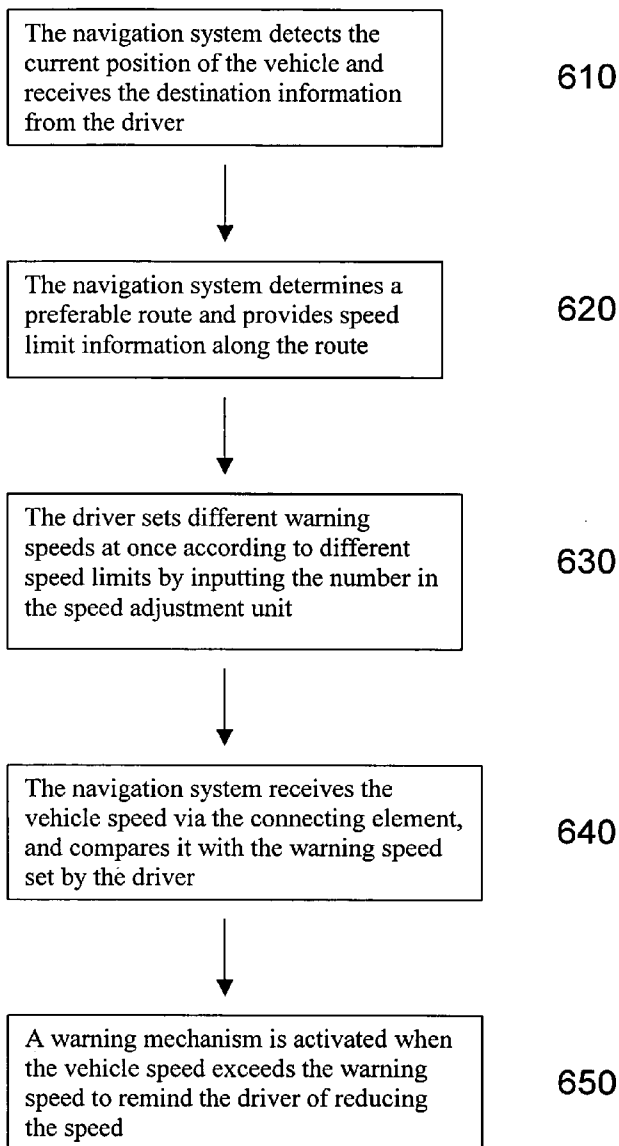 The navigation system detects the
current position of the vehicle and
receives the destination information
from the driver
610
The navigation system determines a
preferable route and provides speed
limit information along the route
620
The driver sets different warning
speeds at once according to different
speed limits by inputting the number in
the speed adjustment unit
630
The navigation system receives the
vehicle speed via the connecting element,
and compares it with the warning speed
set by the driver
640
A warning mechanism is activated when
the vehicle speed exceeds the warning
speed to remind the driver of reducing
the speed
650